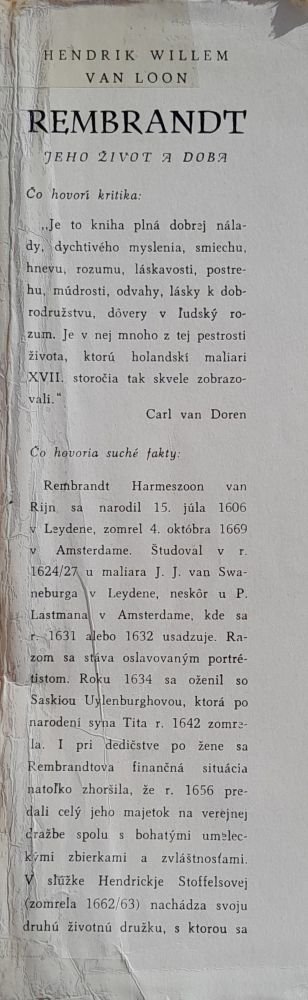 HENDRIK WILLEM
VAN LOON
REMBRANDT
JEHO ŽIVOT A DOBA
Čo hovorí kritika:
„Je to kniha plná dobrej nála-
dy, dychtivého myslenia, smiechu,
hnevu, rozumu, láskavosti, postre-
hu, múdrosti, odvahy, lásky k dob-
rodružstvu, dôvery v ľudský ro-
zum. Je v nej mnoho z tej pestrosti
života, ktorú holandskí maliari
XVII. storočia tak skvele zobrazo-
vali."
Carl van Doren
Čo hovoria suché fakty:
Rembrandt Harmeszoon van
Rijn sa narodil 15. júla 1606
v Leydene, zomrel 4. októbra 1669
v Amsterdame. Študoval v r.
1624/27 u maliara J. J. van Swa-
neburga v Leydene, neskôr u P.
Lastmana v Amsterdame, kde sa
r. 1631 alebo 1632 usadzuje. Ra-
zom sa stáva oslavovaným portré-
tistom. Roku 1634 sa oženil so
Saskiou Uylenburghovou, ktorá po
narodení syna Tita r. 1642 zomre-
la. I pri dedičstve po žene sa
Rembrandtova finančná situácia
natoľko zhoršila, že r. 1656 pre-
dali celý jeho majetok na verejnej
dražbe spolu s bohatými umelec-
kými zbierkami a zvláštnosťami.
V slúžke Hendrickje Stoffelsovej
(zomrela 1662/63) nachádza svoju
druhú životnú družku, s ktorou sa